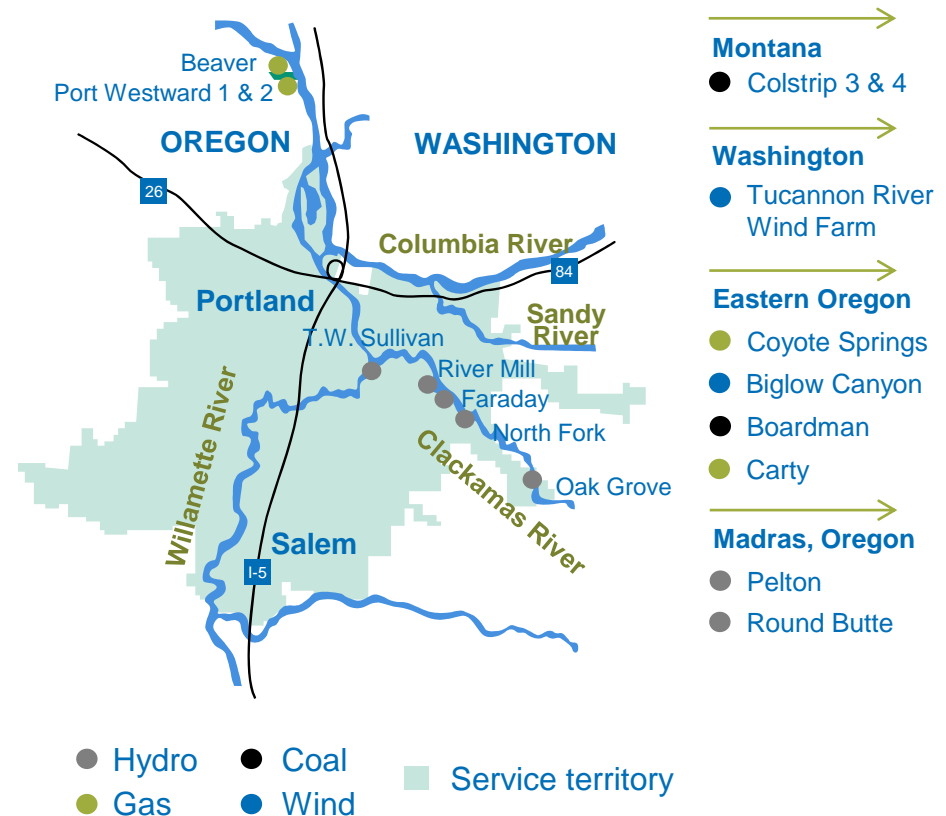 Beaver
Port Westward 1 & 2
OREGON
WASHINGTON
26
Columbia River
84
Portland
Sandy
River
T.W. Sullivan
River Mill
Faraday
North Fork
Willamette River
Clackamas River
Oak Grove
Salem
I-5
Montana
Colstrip 3 & 4
Washington
Tucannon River
Wind Farm
Eastern Oregon
Coyote Springs
Biglow Canyon
Boardman
Carty
Madras, Oregon
Pelton
Round Butte
Hydro
Coal
Gas
Wind
Service territory